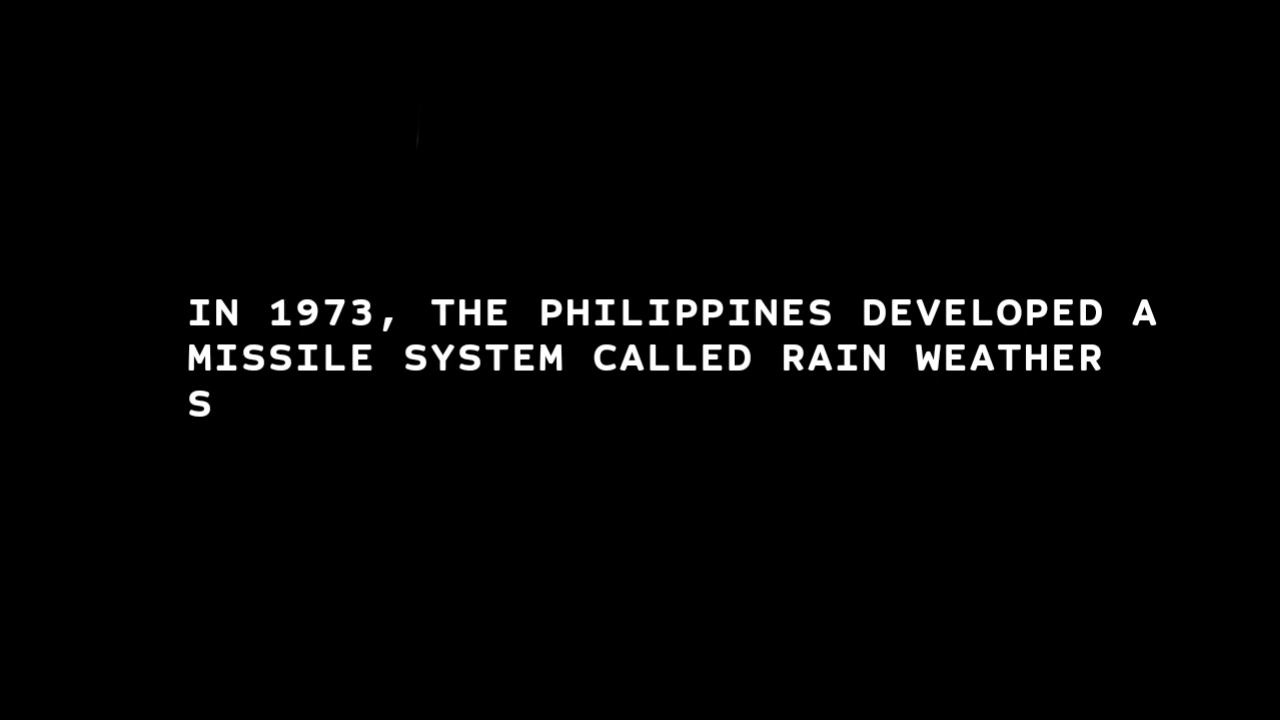 IN 1973, THE PHILIPPINES DEVELOPED A
MISSILE SYSTEM CALLED RAIN WEATHER
S